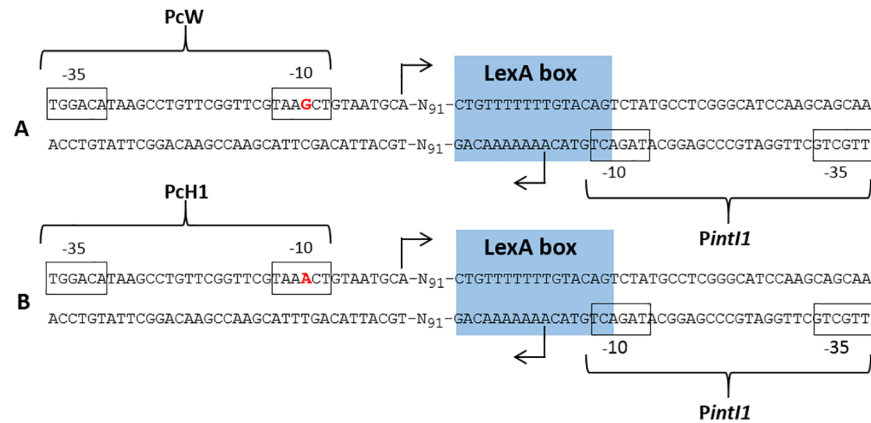 PcW
-35 -10 LexA box
TGGACATAAGCCTGTTCGGTTCGTAAGCTGTAATGCA-N91-CTGTTTTTTTGTACAGTCTATGCCTCGGGCATCCAAGCAGCAA
A
ACCTGTATTCGGACAAGCCAAGCATTCGACATTACGT-N91-GACAAAAAAACATGTCAGATACGGAGCCCGTAGGTTCGTCGTT
-10 -35
PintI1
PcH1
-35 -10 LexA box
TGGACATAAGCCTGTTCGGTTCGTAAACTGTAATGCA-N91-CTGTTTTTTTGTACAGTCTATGCCTCGGGCATCCAAGCAGCAA
B
ACCTGTATTCGGACAAGCCAAGCATTTGACATTACGT-N91-GACAAAAAAACATGTCAGATACGGAGCCCGTAGGTTCGTCGTT
-10 -35
PintI1